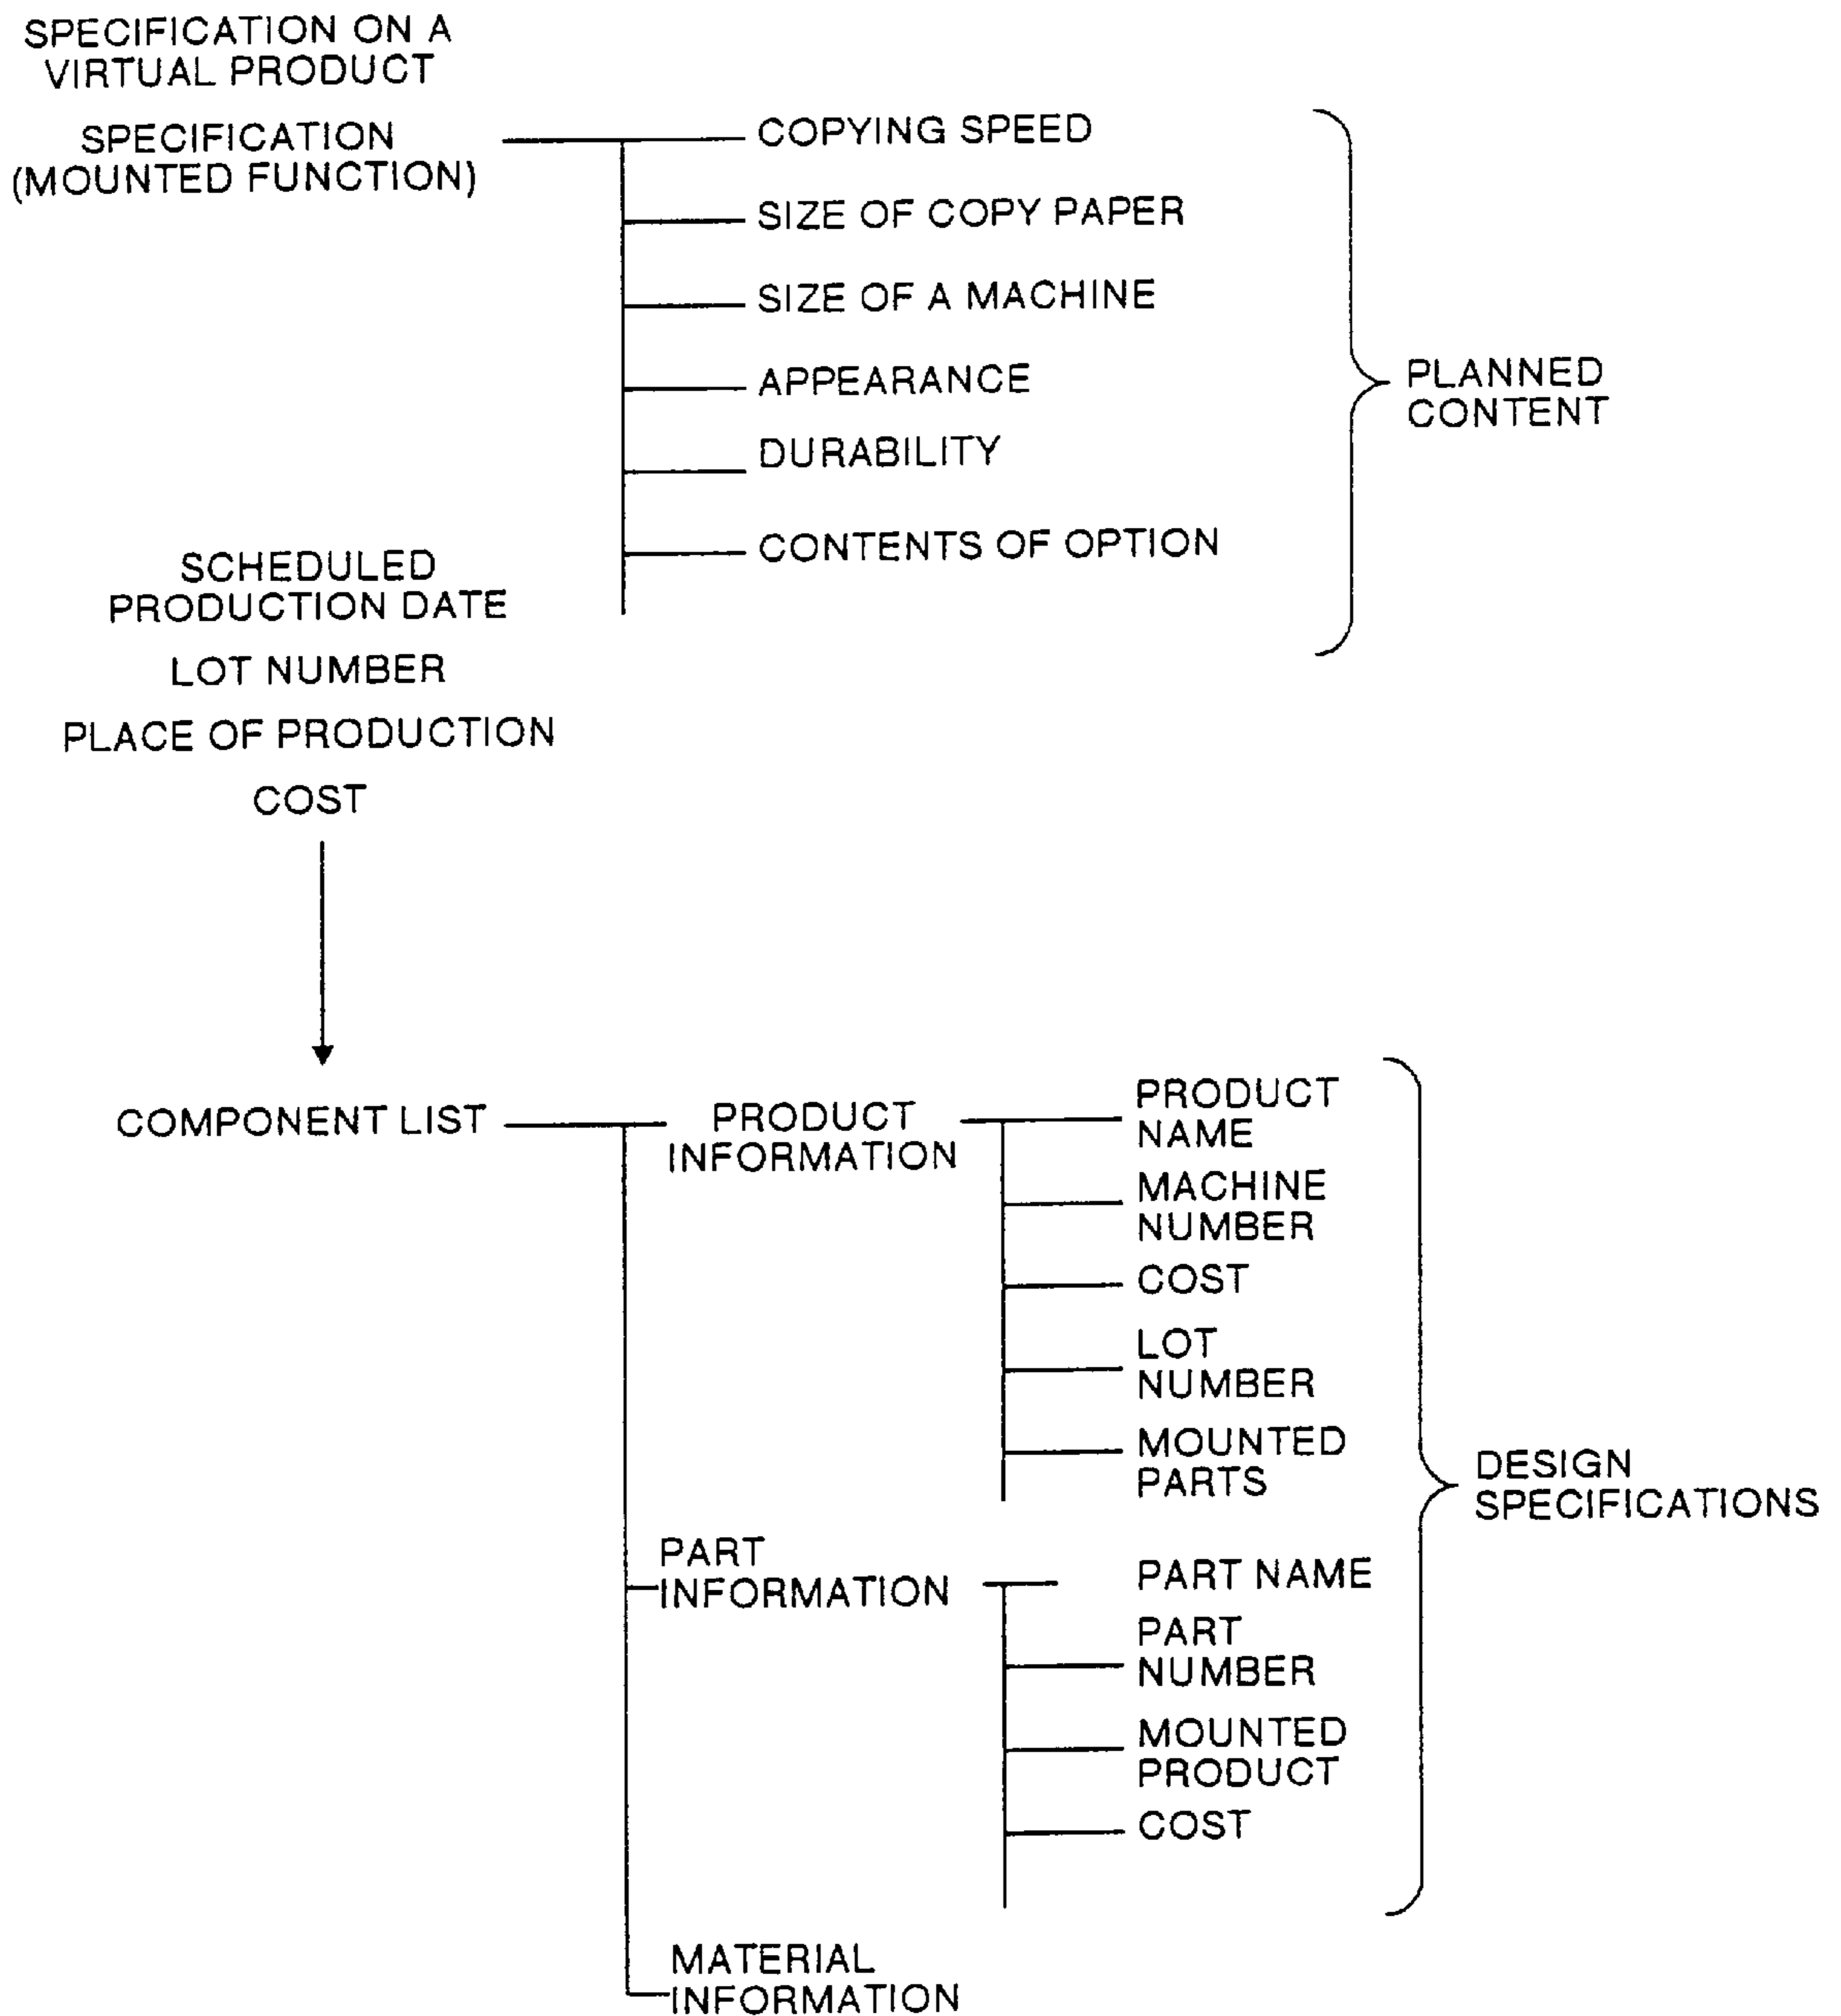 SPECIFICATION ON A
VIRTUAL PRODUCT
SPECIFICATION
(MOUNTED FUNCTION)
COPYING SPEED
SIZE OF COPY PAPER
SIZE OF A MACHINE
APPEARANCE
DURABILITY
CONTENTS OF OPTION
PLANNED
CONTENT
SCHEDULED
PRODUCTION DATE
LOT NUMBER
PLACE OF PRODUCTION
COST
COMPONENT LIST
PRODUCT
INFORMATION
PRODUCT
NAME
MACHINE
NUMBER
COST
LOT
NUMBER
MOUNTED
PARTS
PART
INFORMATION
PART NAME
PART
NUMBER
MOUNTED
PRODUCT
COST
DESIGN
SPECIFICATIONS
MATERIAL
INFORMATION